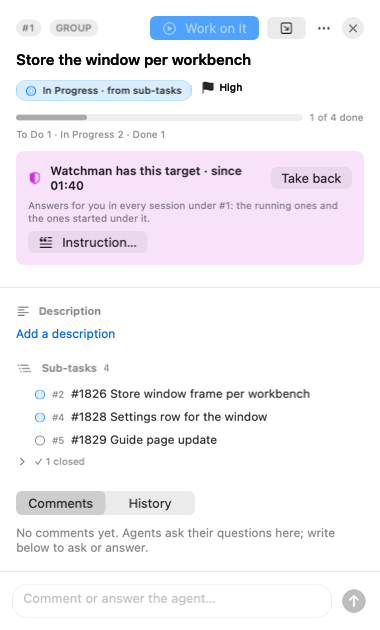 #1 GROUP Work on It
Store the window per workbench
In Progress · from sub-tasks High
1 of 4 done
To Do 1 · In Progress 2 · Done 1
Watchman has this target · since
01:40
Take back
Answers for you in every session under #1: the running ones and
the ones started under it.
Instruction...
Description
Add a description
Sub-tasks 4
#2 #1826 Store window frame per workbench
#4 #1828 Settings row for the window
#5 #1829 Guide page update
1 closed
Comments History
No comments yet. Agents ask their questions here; write
below to ask or answer.
Comment or answer the agent...